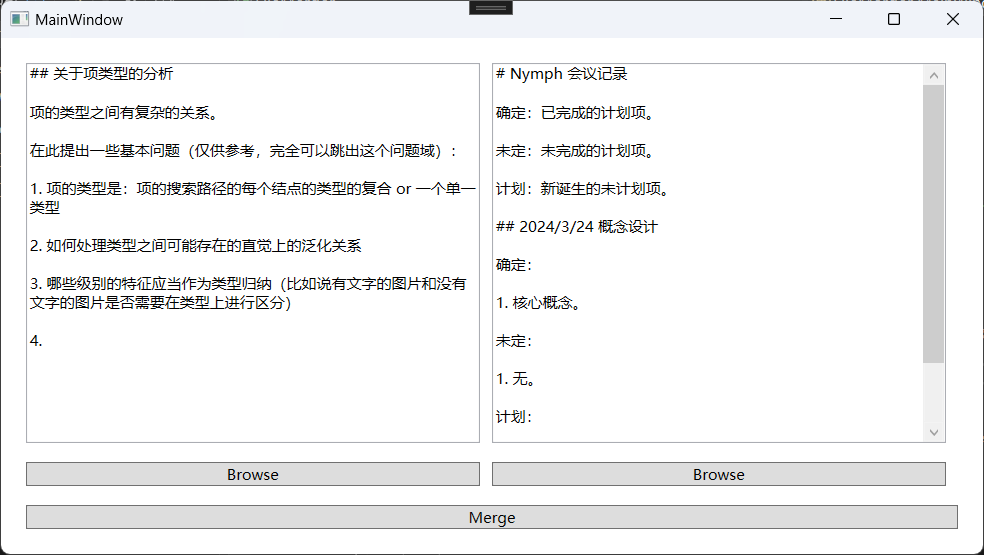 MainWindow
## 关于项类型的分析
项的类型之间有复杂的关系。
在此提出一些基本问题（仅供参考，完全可以跳出这个问题域）：
1. 项的类型是：项的搜索路径的每个结点的类型的复合 or 一个单一
类型
2. 如何处理类型之间可能存在的直觉上的泛化关系
3. 哪些级别的特征应当作为类型归纳（比如说有文字的图片和没有
文字的图片是否需要在类型上进行区分）
4.
# Nymph 会议记录
确定：已完成的计划项。
未定：未完成的计划项。
计划：新诞生的未计划项。
## 2024/3/24 概念设计
确定：
1. 核心概念。
未定：
1. 无。
计划：
Browse
Browse
Merge